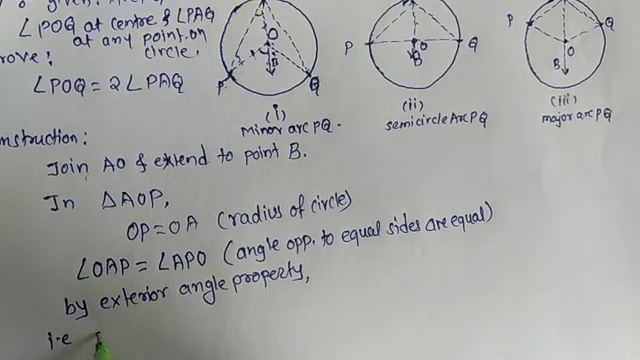 ∠POQ at centre & ∠PAQ
at any point on
circle.
∠POQ = 2∠PAQ
P
O
B
Q
(i)
Minor arc PQ.
P
O
B
Q
(ii)
semicircle Arc PQ
P
O
B
Q
(iii)
major arc PQ
Join AO & extend to point B.
In ΔAOP,
OP = OA (radius of circle)
∠OAP = ∠APO (angle opp. to equal sides are equal)
by exterior angle property,
i.e